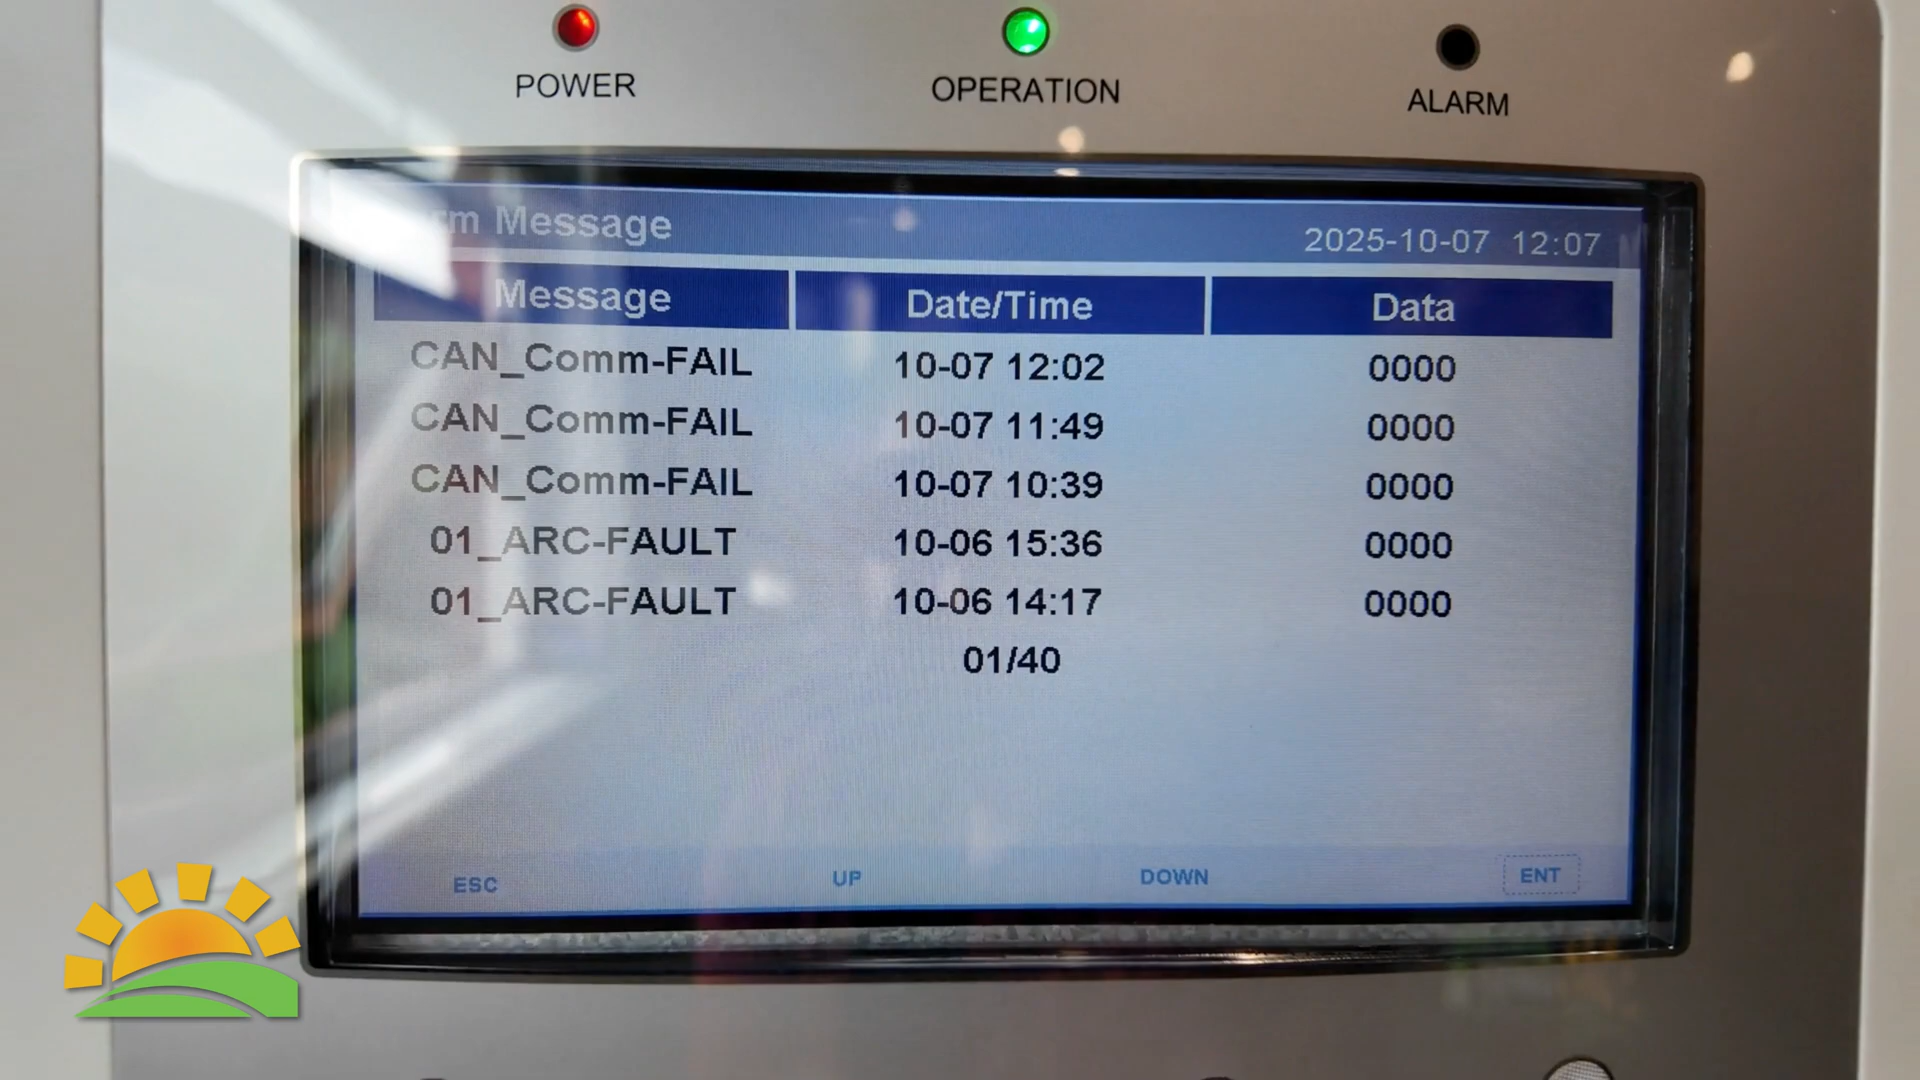 POWER OPERATION ALARM
Message 2025-10-07 12:07
Message Date/Time Data
CAN_Comm-FAIL 10-07 12:02 0000
CAN_Comm-FAIL 10-07 11:49 0000
CAN_Comm-FAIL 10-07 10:39 0000
01_ARC-FAULT 10-06 15:36 0000
01_ARC-FAULT 10-06 14:17 0000
01/40
ESC UP DOWN ENT